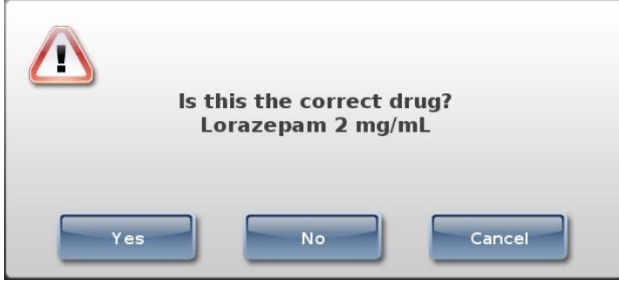 Is this the correct drug?
Lorazepam 2 mg/mL
Yes No Cancel